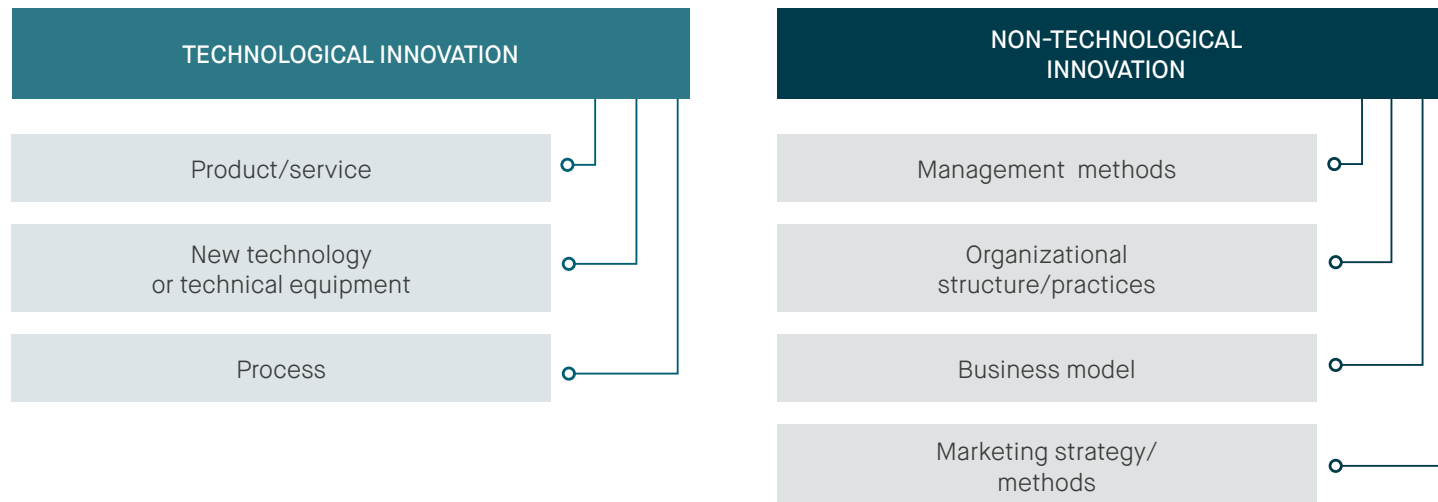 TECHNOLOGICAL INNOVATION
Product/service
New technology
or technical equipment
Process
NON-TECHNOLOGICAL
INNOVATION
Management methods
Organizational
structure/practices
Business model
Marketing strategy/
methods